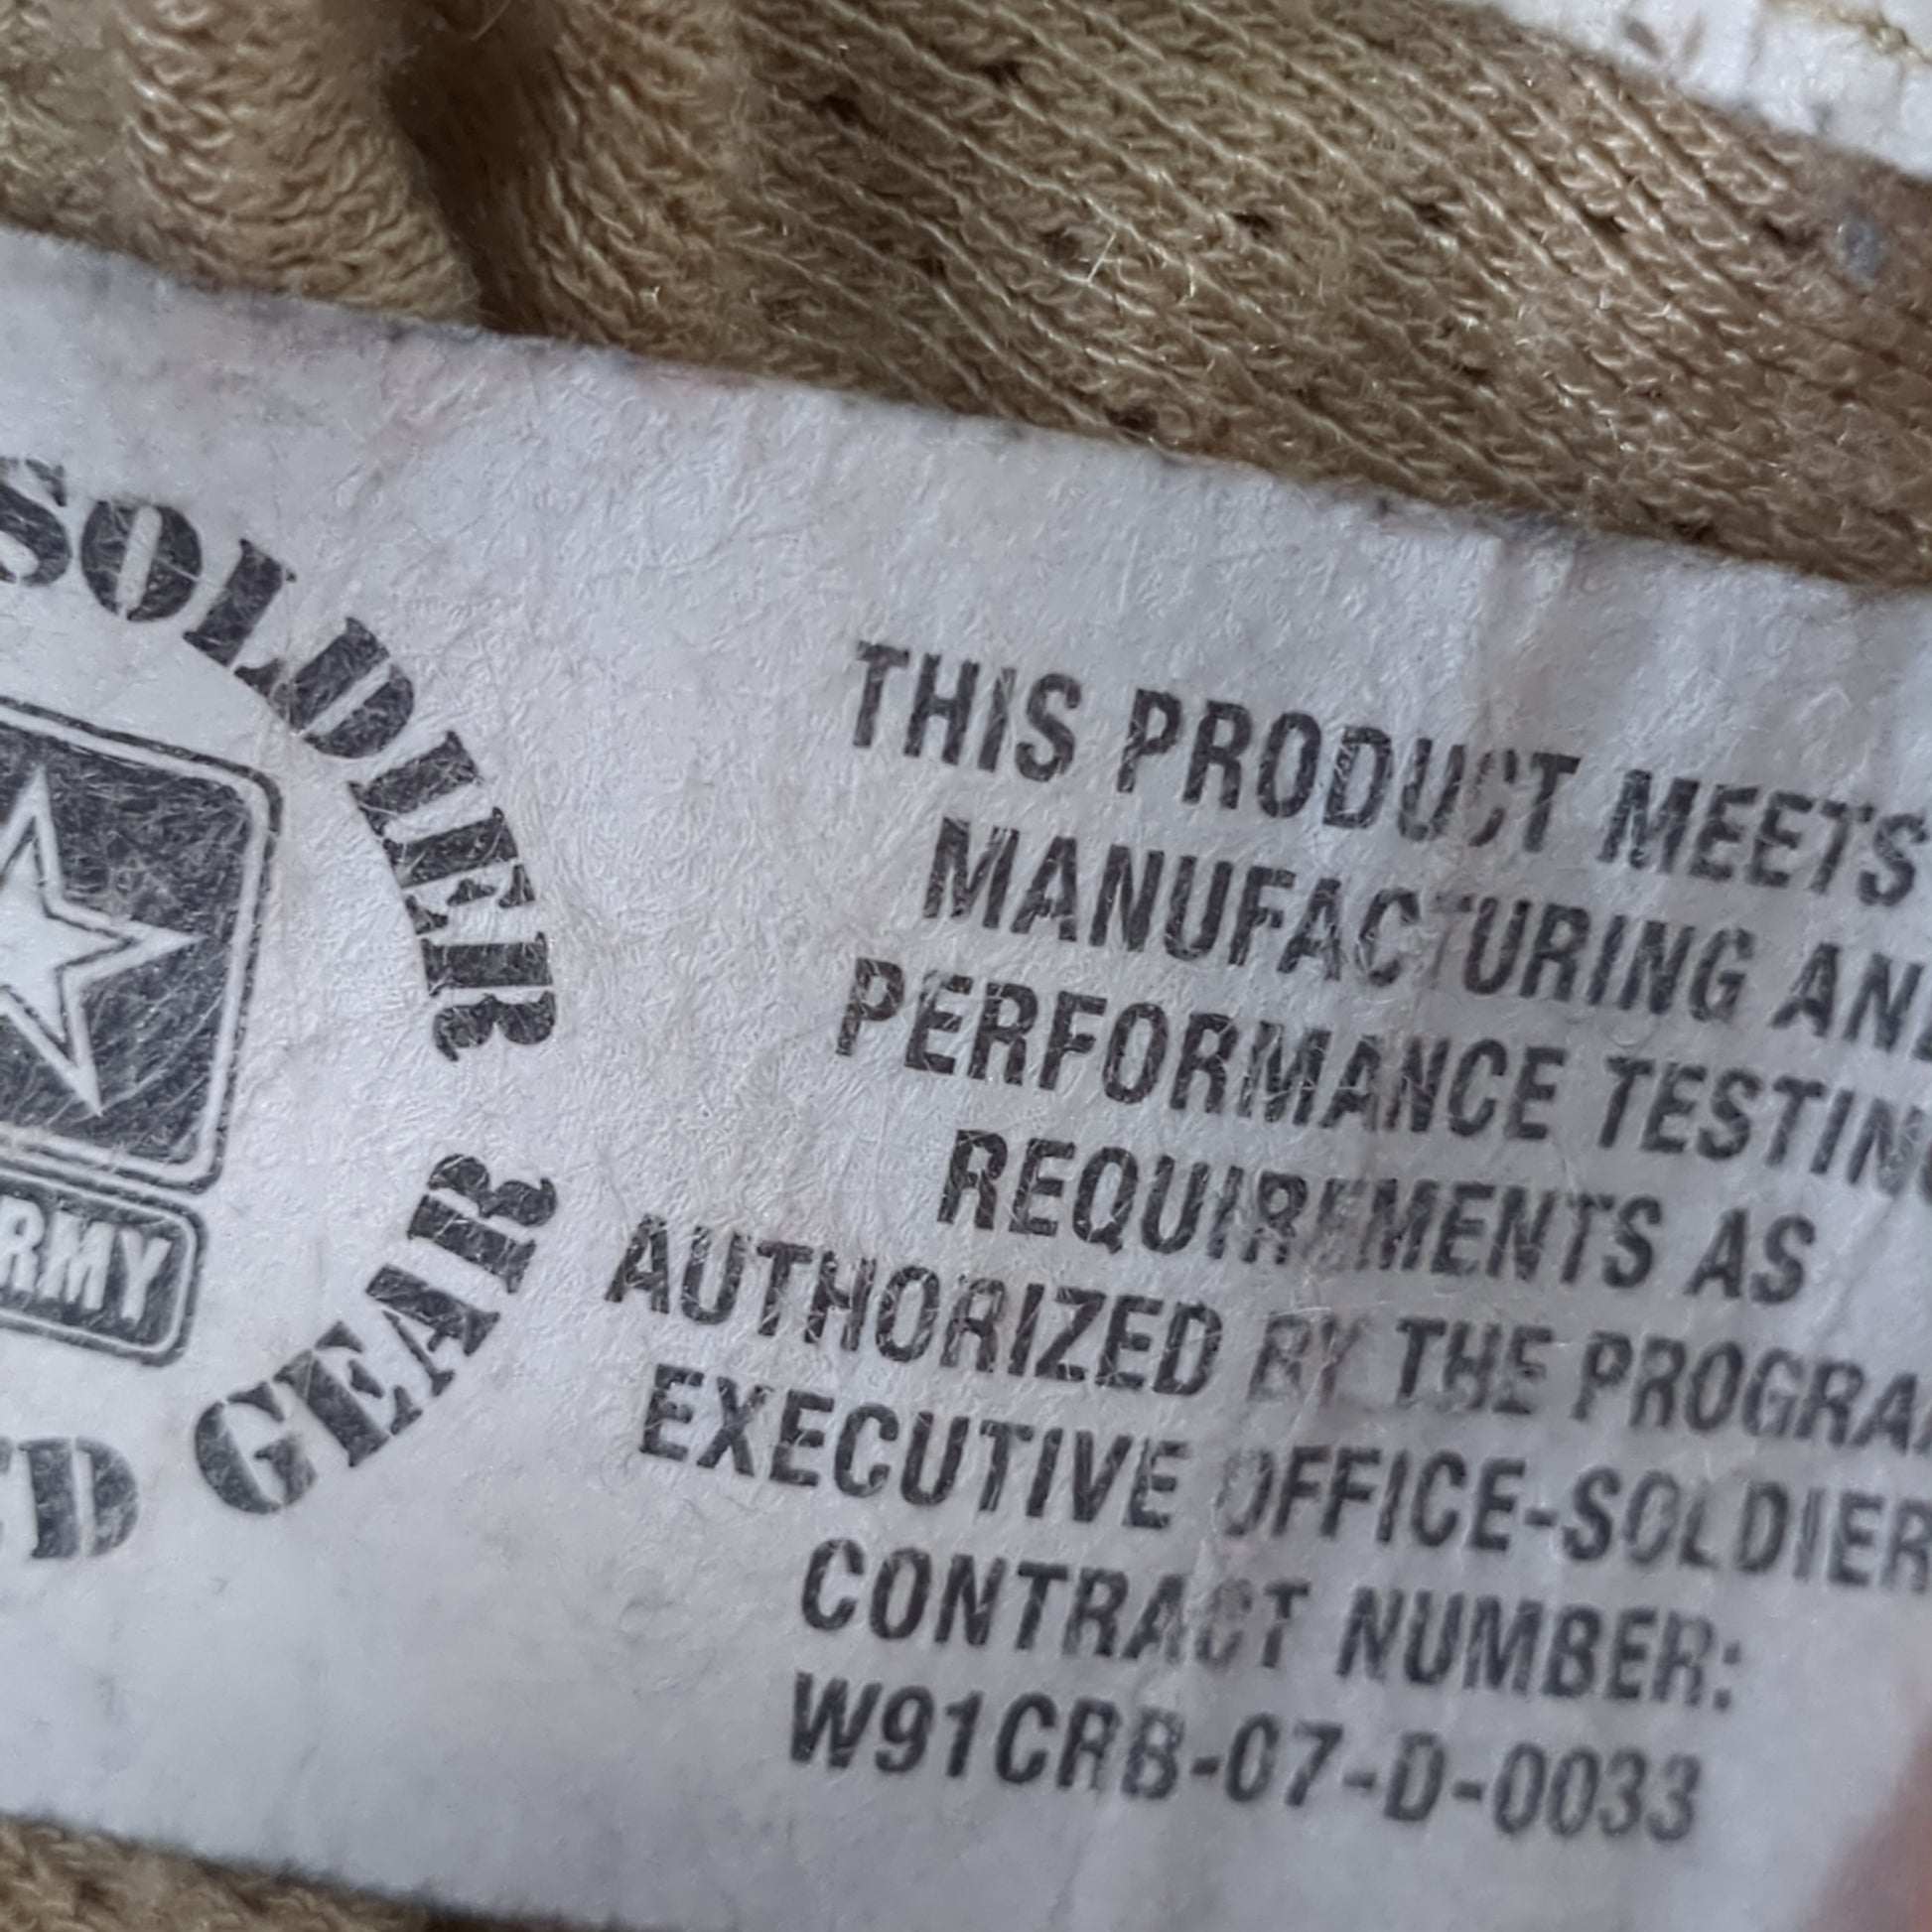 SOLDIER
RMY
GEAR
THIS PRODUCT MEETS
MANUFACTURING AN
PERFORMANCE TESTIN
REQUIREMENTS AS
AUTHORIZED BY THE PROGRA
EXECUTIVE OFFICE-SOLDIER
CONTRACT NUMBER:
W91CRB-07-D-0033